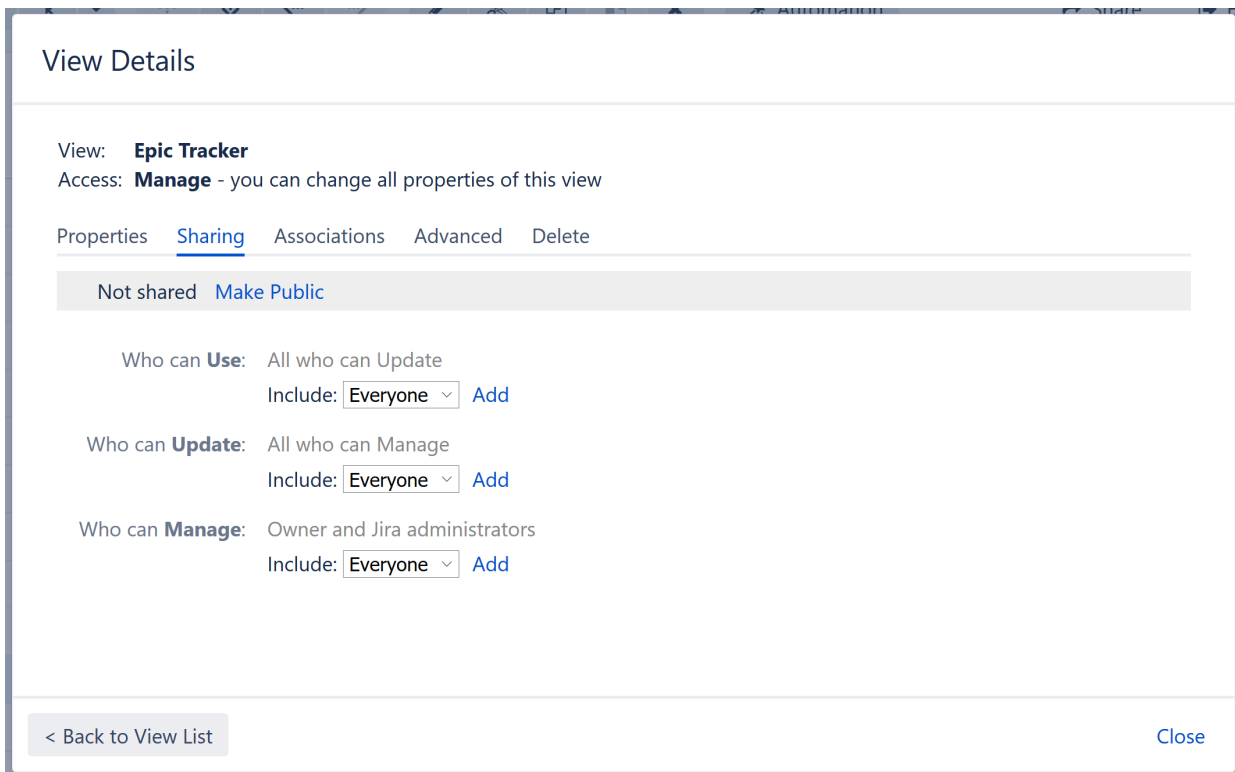 Automation Share
View Details
View: Epic Tracker
Access: Manage - you can change all properties of this view
Properties Sharing Associations Advanced Delete
Not shared Make Public
Who can Use: All who can Update
Include: Everyone Add
Who can Update: All who can Manage
Include: Everyone Add
Who can Manage: Owner and Jira administrators
Include: Everyone Add
< Back to View List Close